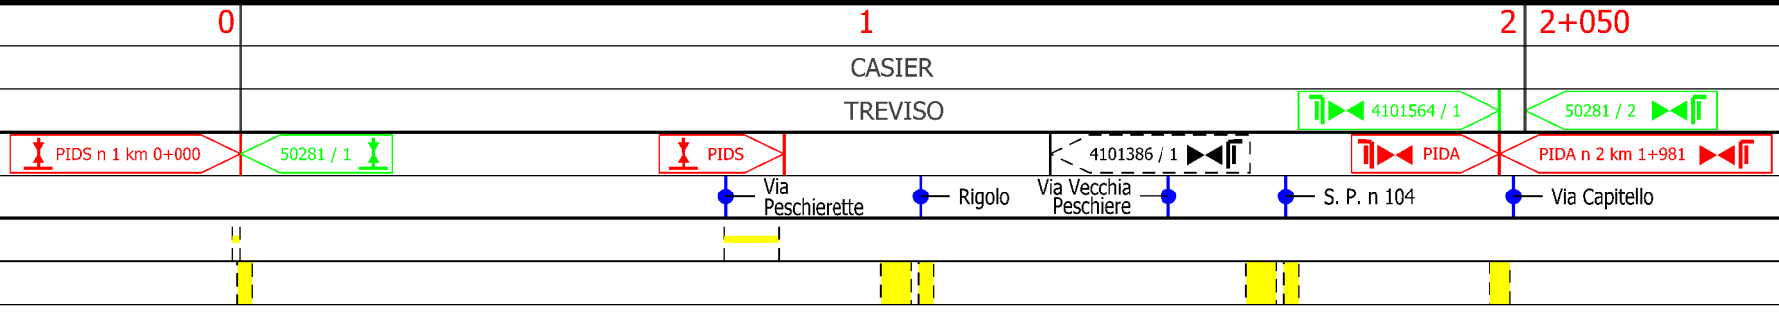 0 1 2 2+050
CASIER
TREVISO
4101564 / 1 50281 / 2
PIDS n 1 km 0+000 50281 / 1 PIDS 4101386 / 1 PIDA PIDA n 2 km 1+981
Via
Peschierette
Rigolo
Via Vecchia
Peschiere
S. P. n 104
Via Capitello